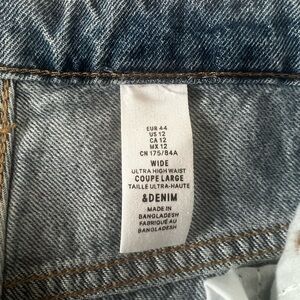 EUR 44
US 12
CA 12
MX 12
CN 175/84A
WIDE
ULTRA HIGH WAIST
COUPE LARGE
TAILLE ULTRA-HAUTE
&DENIM
MADE IN
BANGLADESH
FABRIQUÉ AU
BANGLADESH